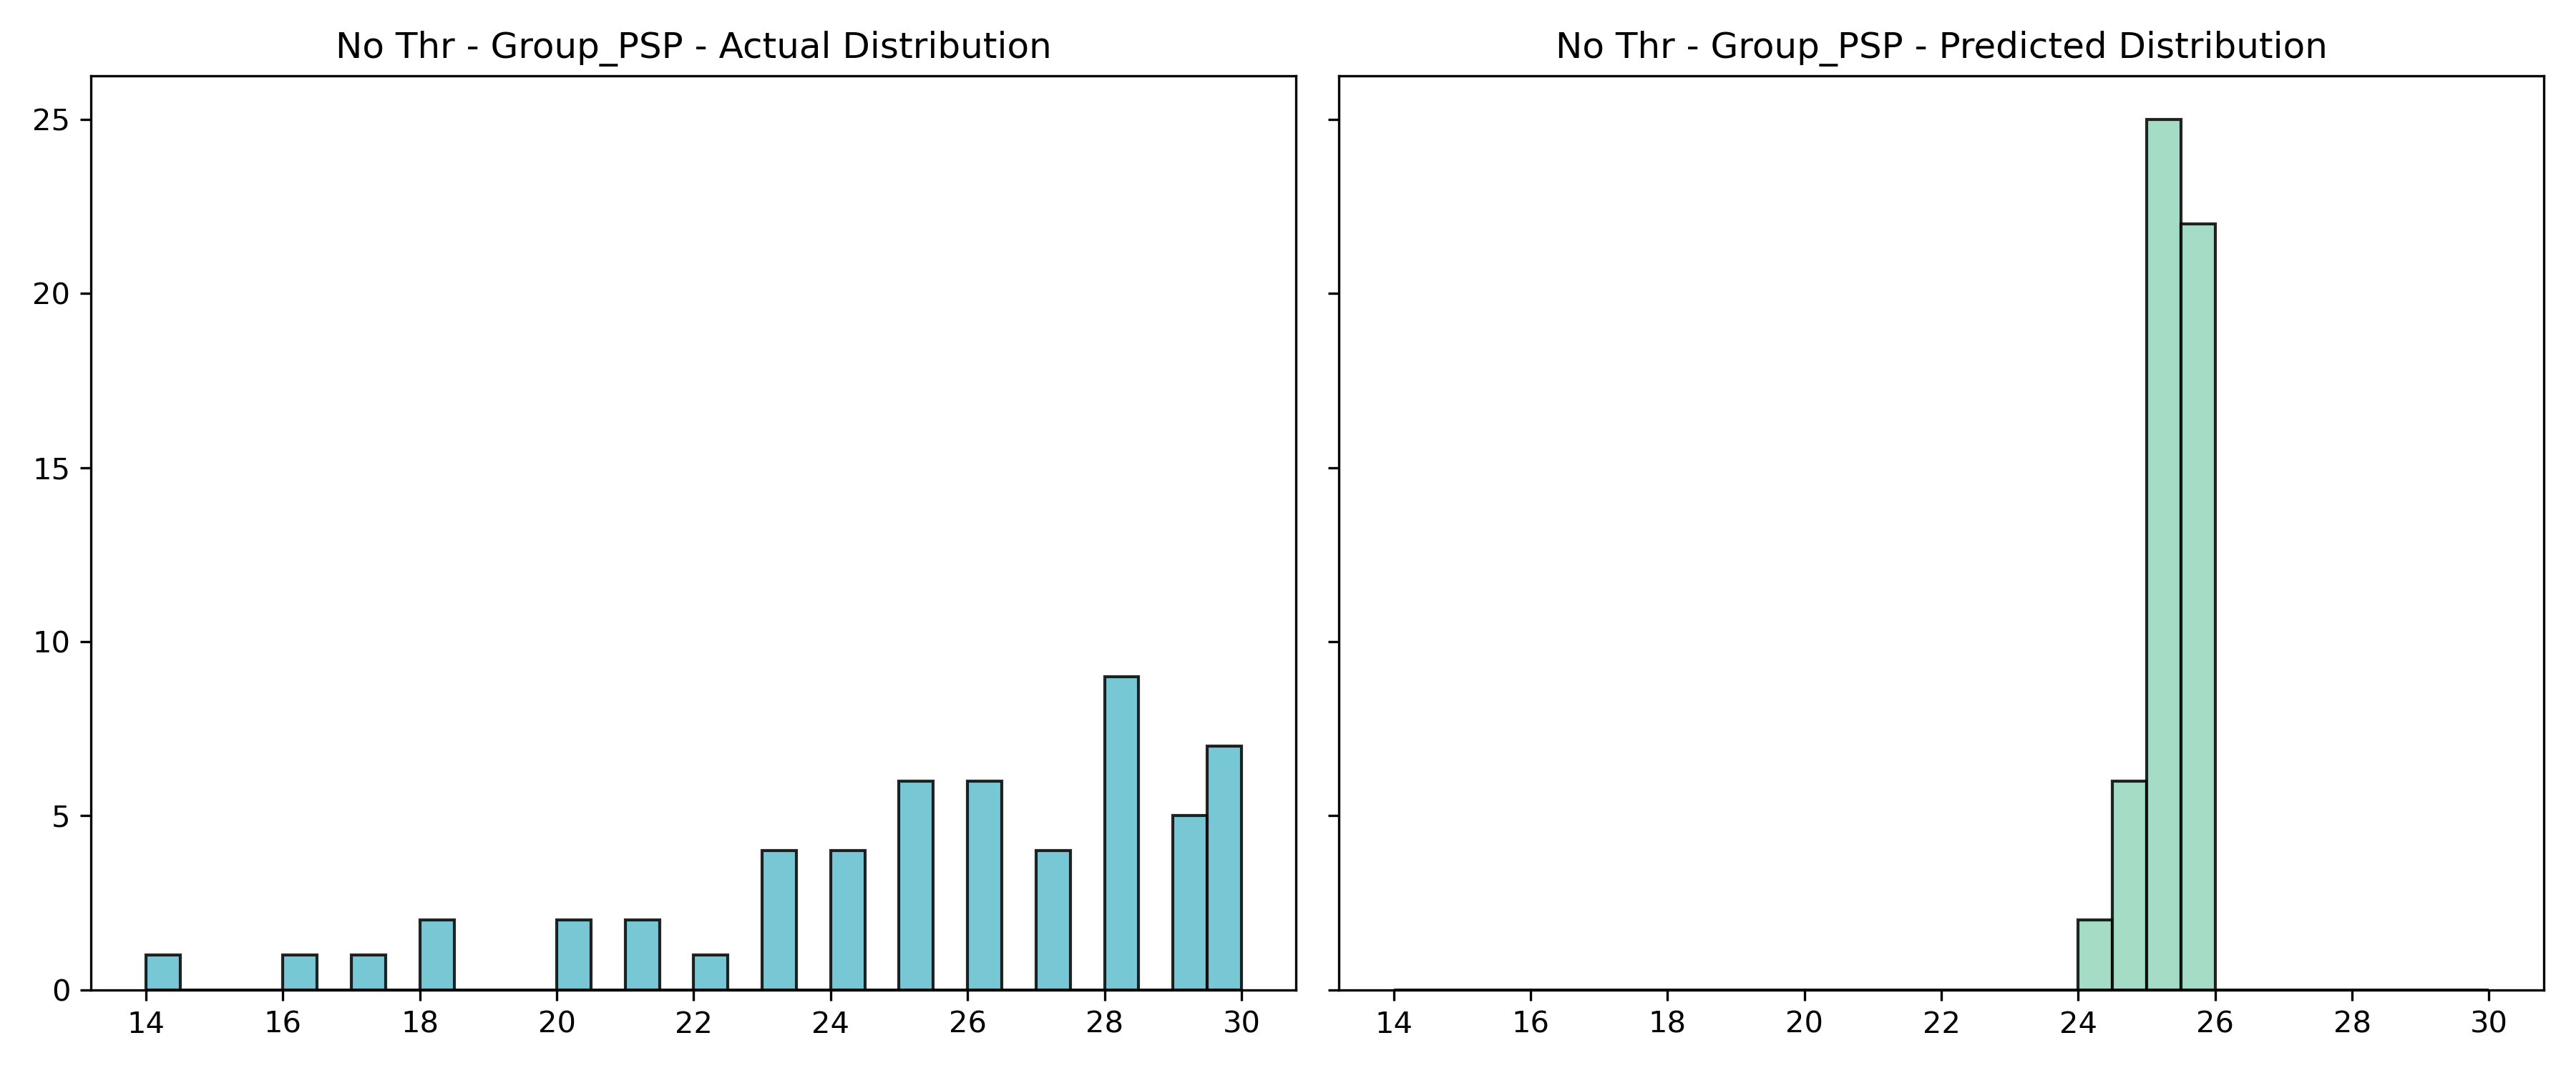 No Thr - Group_PSP - Actual Distribution
No Thr - Group_PSP - Predicted Distribution
25
20
15
10
5
0
14 16 18 20 22 24 26 28 30
14 16 18 20 22 24 26 28 30